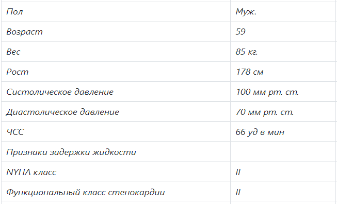 Пол Муж.
Возраст 59
Вес 85 кг.
Рост 178 см
Систолическое давление 100 мм рт. ст.
Диастолическое давление 70 мм рт. ст.
ЧСС 66 уд в мин
Признаки задержки жидкости
NYHA класс II
Функциональный класс стенокардии II